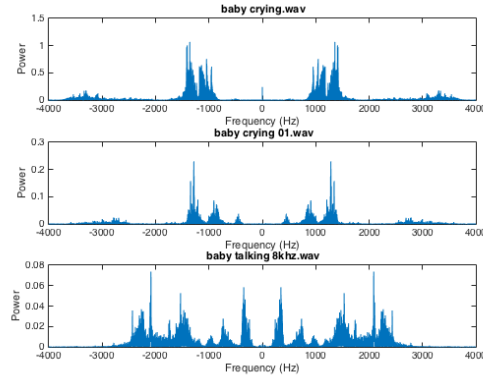 baby crying.wav
1.5
1
0.5
0
Power
-4000 -3000 -2000 -1000 0 1000 2000 3000 4000
Frequency (Hz)
baby crying 01.wav
0.3
0.2
0.1
0
Power
-4000 -3000 -2000 -1000 0 1000 2000 3000 4000
Frequency (Hz)
baby talking 8khz.wav
0.08
0.06
0.04
0.02
0
Power
-4000 -3000 -2000 -1000 0 1000 2000 3000 4000
Frequency (Hz)